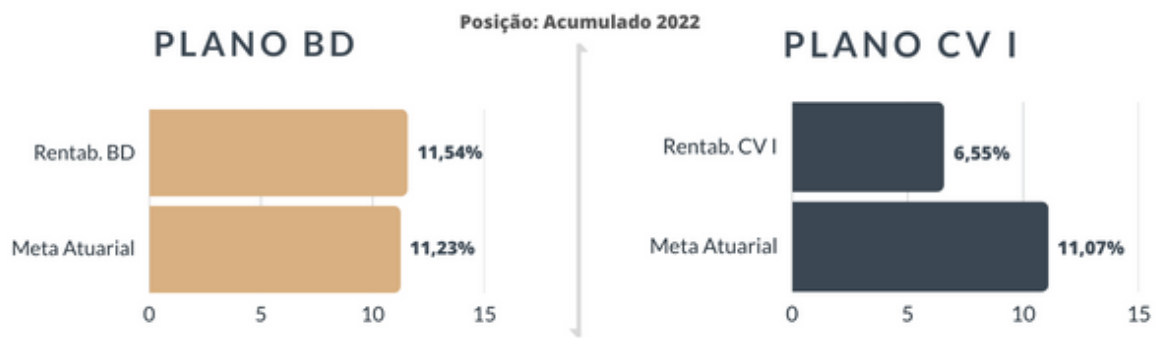 Posição: Acumulado 2022
PLANO BD
Rentab. BD
11,54%
Meta Atuarial
11,23%
0 5 10 15
PLANO CV I
Rentab. CV I
6,55%
Meta Atuarial
11,07%
0 5 10 15